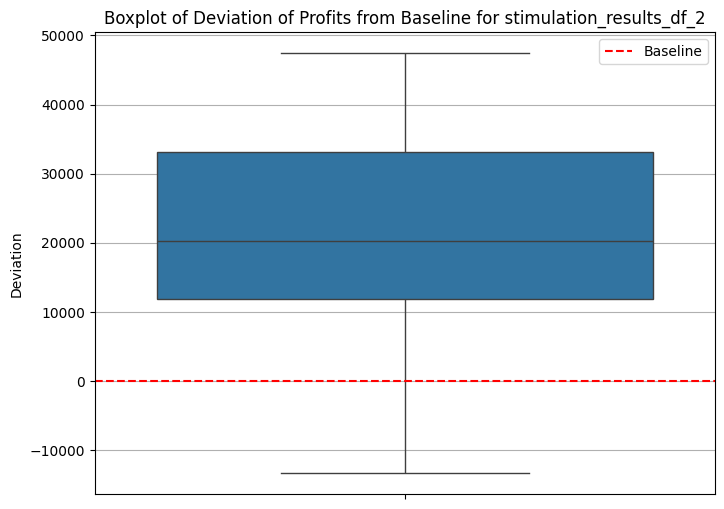 Boxplot of Deviation of Profits from Baseline for stimulation_results_df_2
50000
Baseline
40000
30000
20000
10000
0
−10000
Deviation